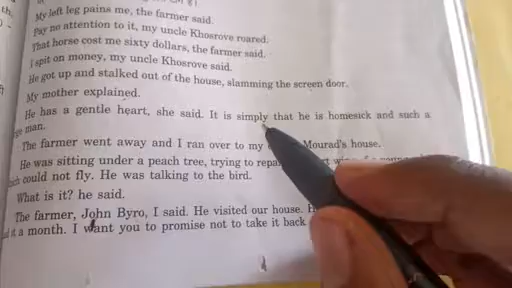 My left leg pains me, the farmer said.
Pay no attention to it, my uncle Khosrove roared.
That horse cost me sixty dollars, the farmer said.
I spit on money, my uncle Khosrove said.
He got up and stalked out of the house, slamming the screen door.
My mother explained.
He has a gentle heart, she said. It is simply that he is homesick and such a
man.
The farmer went away and I ran over to my Mourad's house.
He was sitting under a peach tree, trying to
could not fly. He was talking to the bird.
What is it? he said.
The farmer, John Byro, I said. He visited our house.
a month. I want you to promise not to take it back